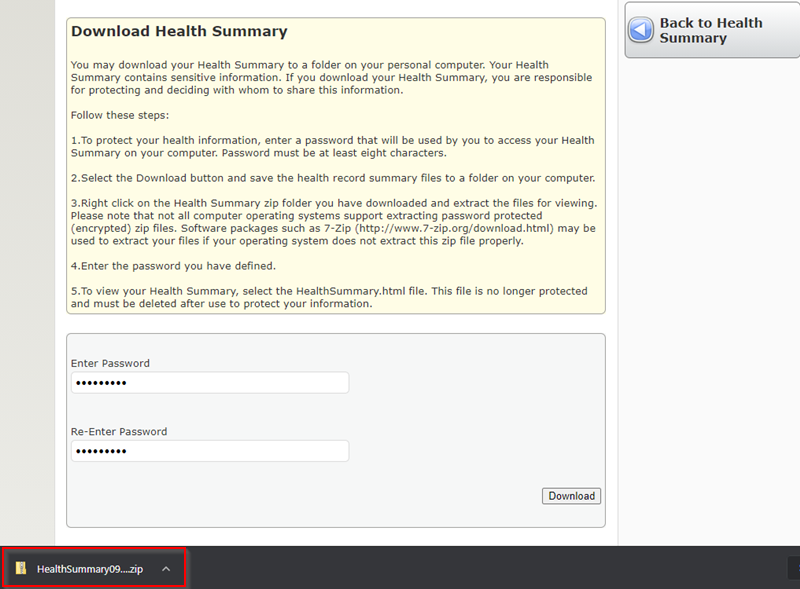 Download Health Summary
You may download your Health Summary to a folder on your personal computer. Your Health
Summary contains sensitive information. If you download your Health Summary, you are responsible
for protecting and deciding with whom to share this information.
Follow these steps:
1.To protect your health information, enter a password that will be used by you to access your Health
Summary on your computer. Password must be at least eight characters.
2.Select the Download button and save the health record summary files to a folder on your computer.
3.Right click on the Health Summary zip folder you have downloaded and extract the files for viewing.
Please note that not all computer operating systems support extracting password protected
(encrypted) zip files. Software packages such as 7-Zip (http://www.7-zip.org/download.html) may be
used to extract your files if your operating system does not extract this zip file properly.
4.Enter the password you have defined.
5.To view your Health Summary, select the HealthSummary.html file. This file is no longer protected
and must be deleted after use to protect your information.
Back to Health
Summary
Enter Password
•••••••••
Re-Enter Password
•••••••••
Download
HealthSummary09....zip